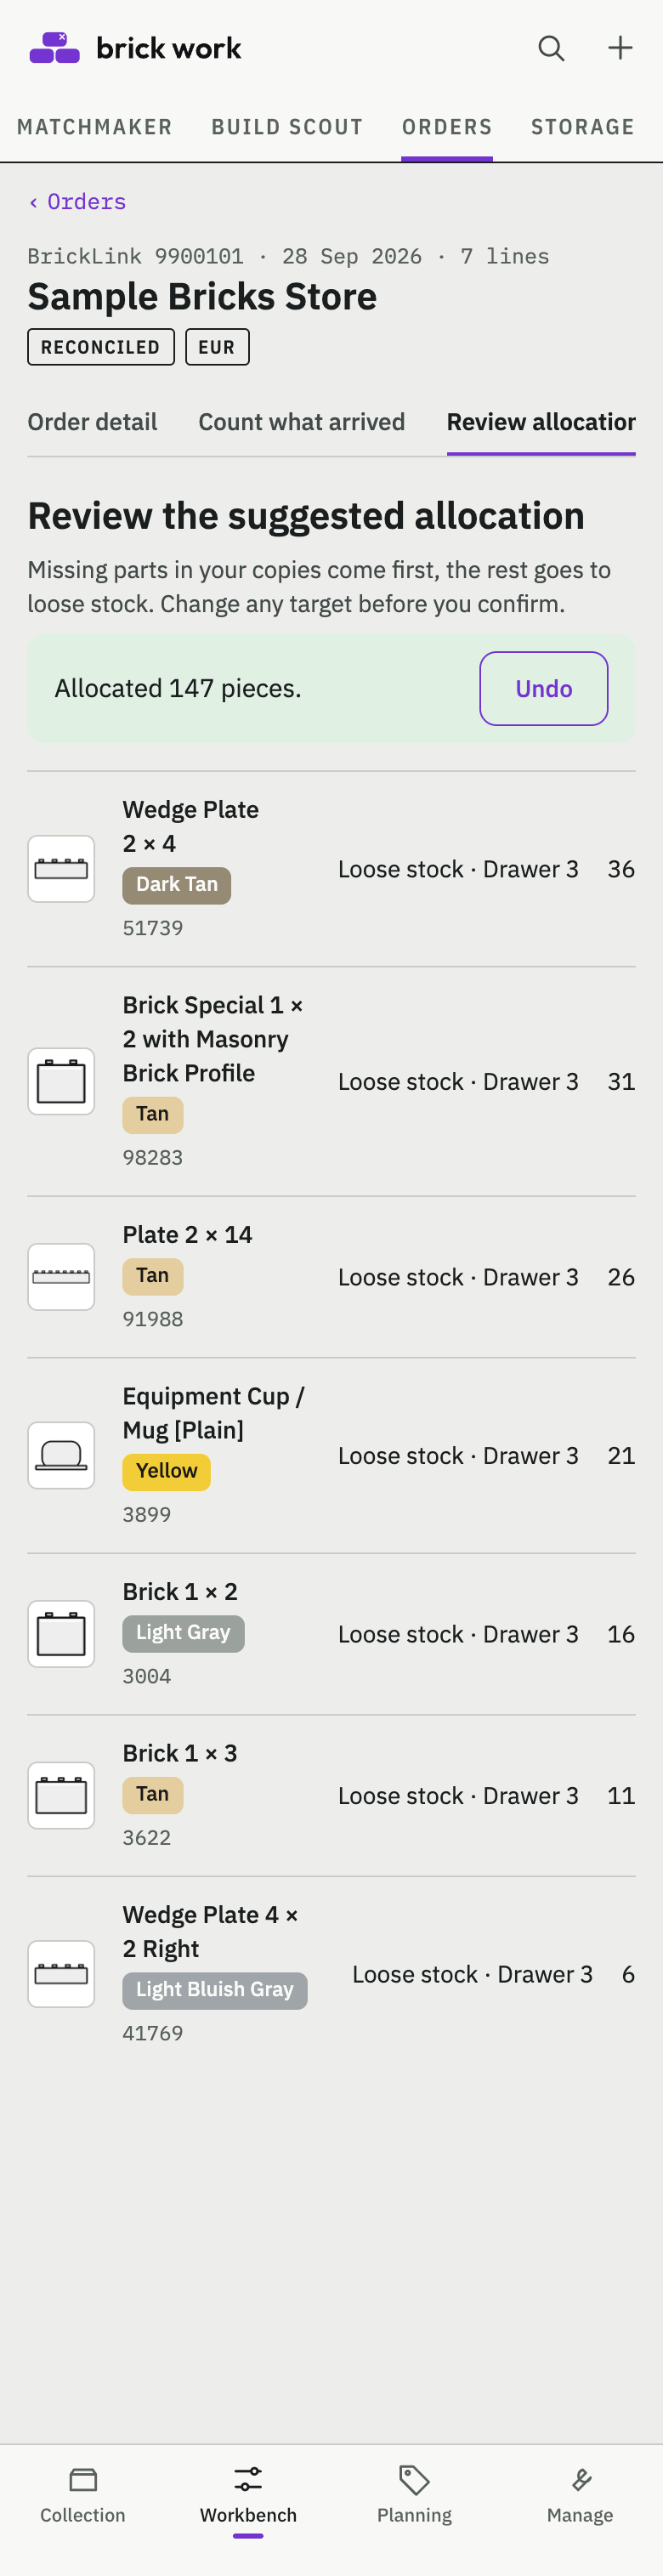 brick work
MATCHMAKER BUILD SCOUT ORDERS STORAGE
‹ Orders
BrickLink 9900101 · 28 Sep 2026 · 7 lines
Sample Bricks Store
RECONCILED EUR
Order detail Count what arrived Review allocation
Review the suggested allocation
Missing parts in your copies come first, the rest goes to
loose stock. Change any target before you confirm.
Allocated 147 pieces. Undo
Wedge Plate
2 × 4
Dark Tan
51739
Loose stock · Drawer 3 36
Brick Special 1 ×
2 with Masonry
Brick Profile
Tan
98283
Loose stock · Drawer 3 31
Plate 2 × 14
Tan
91988
Loose stock · Drawer 3 26
Equipment Cup /
Mug [Plain]
Yellow
3899
Loose stock · Drawer 3 21
Brick 1 × 2
Light Gray
3004
Loose stock · Drawer 3 16
Brick 1 × 3
Tan
3622
Loose stock · Drawer 3 11
Wedge Plate 4 ×
2 Right
Light Bluish Gray
41769
Loose stock · Drawer 3 6
Collection Workbench Planning Manage